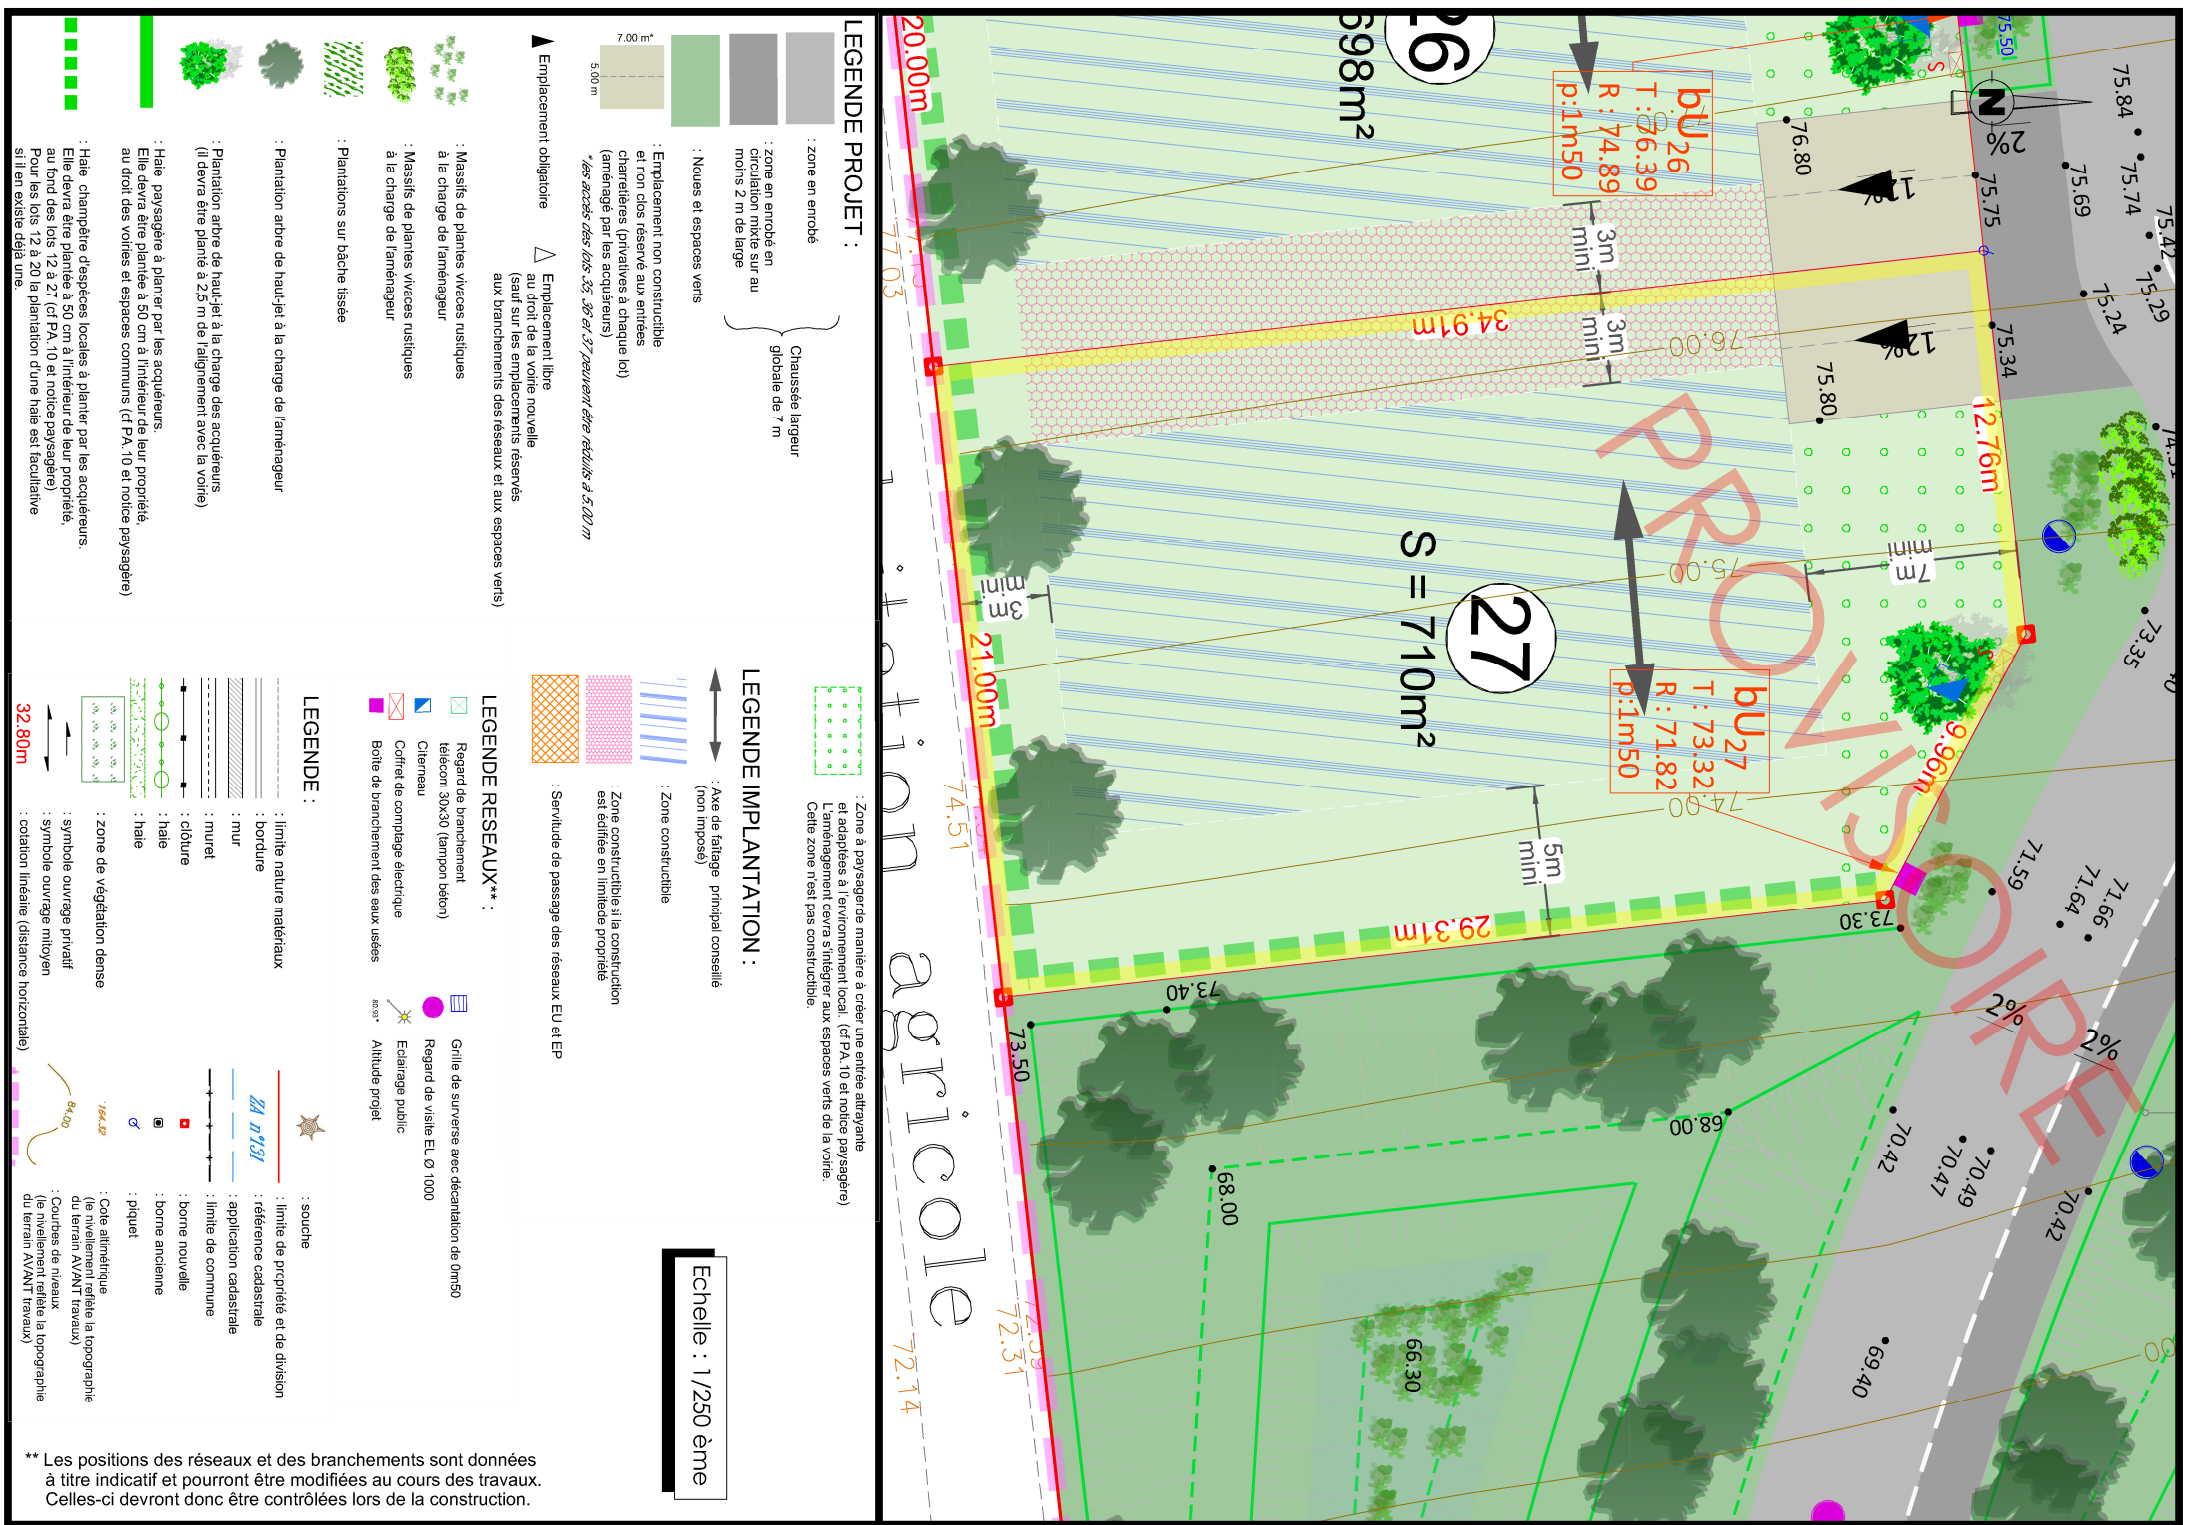 LEGENDE PROJET :
: zone en enrobé
: zone en enrobé en
circulation mixte sur au
moins 2 m de large
Chaussée largeur
globale de 7 m
: Noues et espaces verts
7.00 m*
5.00 m
: Emplacement non constructible
et non clos réservé aux entrées
charretières (privatives à chaque lot)
(aménagé par les acquéreurs)
*les accès des lots 35, 36 et 37 peuvent être réduits à 5,00 m
Emplacement obligatoire
Emplacement libre
au droit de la voirie nouvelle
(sauf sur les emplacements réservés
aux branchements des réseaux et aux espaces verts)
: Massifs de plantes vivaces rustiques
à la charge de l'aménageur
: Massifs de plantes vivaces rustiques
à la charge de l'aménageur
: Plantations sur bâche tissée
: Plantation arbre de haut-jet à la charge de l'aménageur
: Plantation arbre de haut-jet à la charge des acquéreurs
(il devra être planté à 2,5 m de l'alignement avec la voirie)
: Haie paysagère à planter par les acquéreurs.
Elle devra être plantée à 50 cm à l'intérieur de leur propriété,
au droit des voiries et espaces communs (cf PA.10 et notice paysagère)
: Haie champêtre d'espèces locales à planter par les acquéreurs.
Elle devra être plantée à 50 cm à l'intérieur de leur propriété,
au fond des lots 12 à 27 (cf PA.10 et notice paysagère)
Pour les lots 12 à 20 la plantation d'une haie est facultative
si il en existe déjà une.
: Zone à paysager de manière à créer une entrée attrayante
et adaptées à l'environnement local. (cf PA.10 et notice paysagère)
L'aménagement devra s'intégrer aux espaces verts de la voirie.
Cette zone n'est pas constructible.
LEGENDE IMPLANTATION :
: Axe de faîtage principal conseillé
(non imposé)
: Zone constructible
: Zone constructible si la construction
est édifiée en limite de propriété
: Servitude de passage des réseaux EU et EP
LEGENDE RESEAUX** :
Regard de branchement
télécom 30x30 (tampon béton)
Citerneau
Coffret de comptage électrique
Boîte de branchement des eaux usées
Grille de surverse avec décantation de 0m50
Regard de visite EU Ø 1000
Eclairage public
80.93*
Altitude projet
LEGENDE :
: limite nature matériaux
: bordure
: mur
: muret
: clôture
: haie
: haie
: zone de végétation dense
: symbole ouvrage privatif
: symbole ouvrage mitoyen
32.80m
: cotation linéaire (distance horizontale)
: souche
: limite de propriété et de division
ZA n°131
: référence cadastrale
: application cadastrale
: limite de commune
: borne nouvelle
: borne ancienne
: piquet
164.32
: Cote altimétrique
(le nivellement reflète la topographie
du terrain AVANT travaux)
84.00
: Courbes de niveaux
(le nivellement reflète la topographie
du terrain AVANT travaux)
Echelle : 1/250 ème
** Les positions des réseaux et des branchements sont données
à titre indicatif et pourront être modifiées au cours des travaux.
Celles-ci devront donc être contrôlées lors de la construction.
26
698m²
20.00m
77.03
bU26
T : 76.39
R : 74.89
p:1m50
75.50
S
N
2%
75.84
75.74
75.69
75.42
75.29
75.24
76.80
75.75
12%
75.34
12%
75.80
3m
mini
3m
mini
34.91m
76.00
12.76m
PROVISOIRE
27
S = 710m²
75.00
7m
mini
3m
mini
21.00m
74.51
bU27
T : 73.32
R : 71.82
p:1m50
74.00
S
9.96m
73.35
5m
mini
29.31m
73.30
73.40
73.50
71.59
71.64
71.66
2%
2%
68.00
68.00
70.42
70.47
70.49
70.42
69.40
66.30
agricole
72.31
72.14